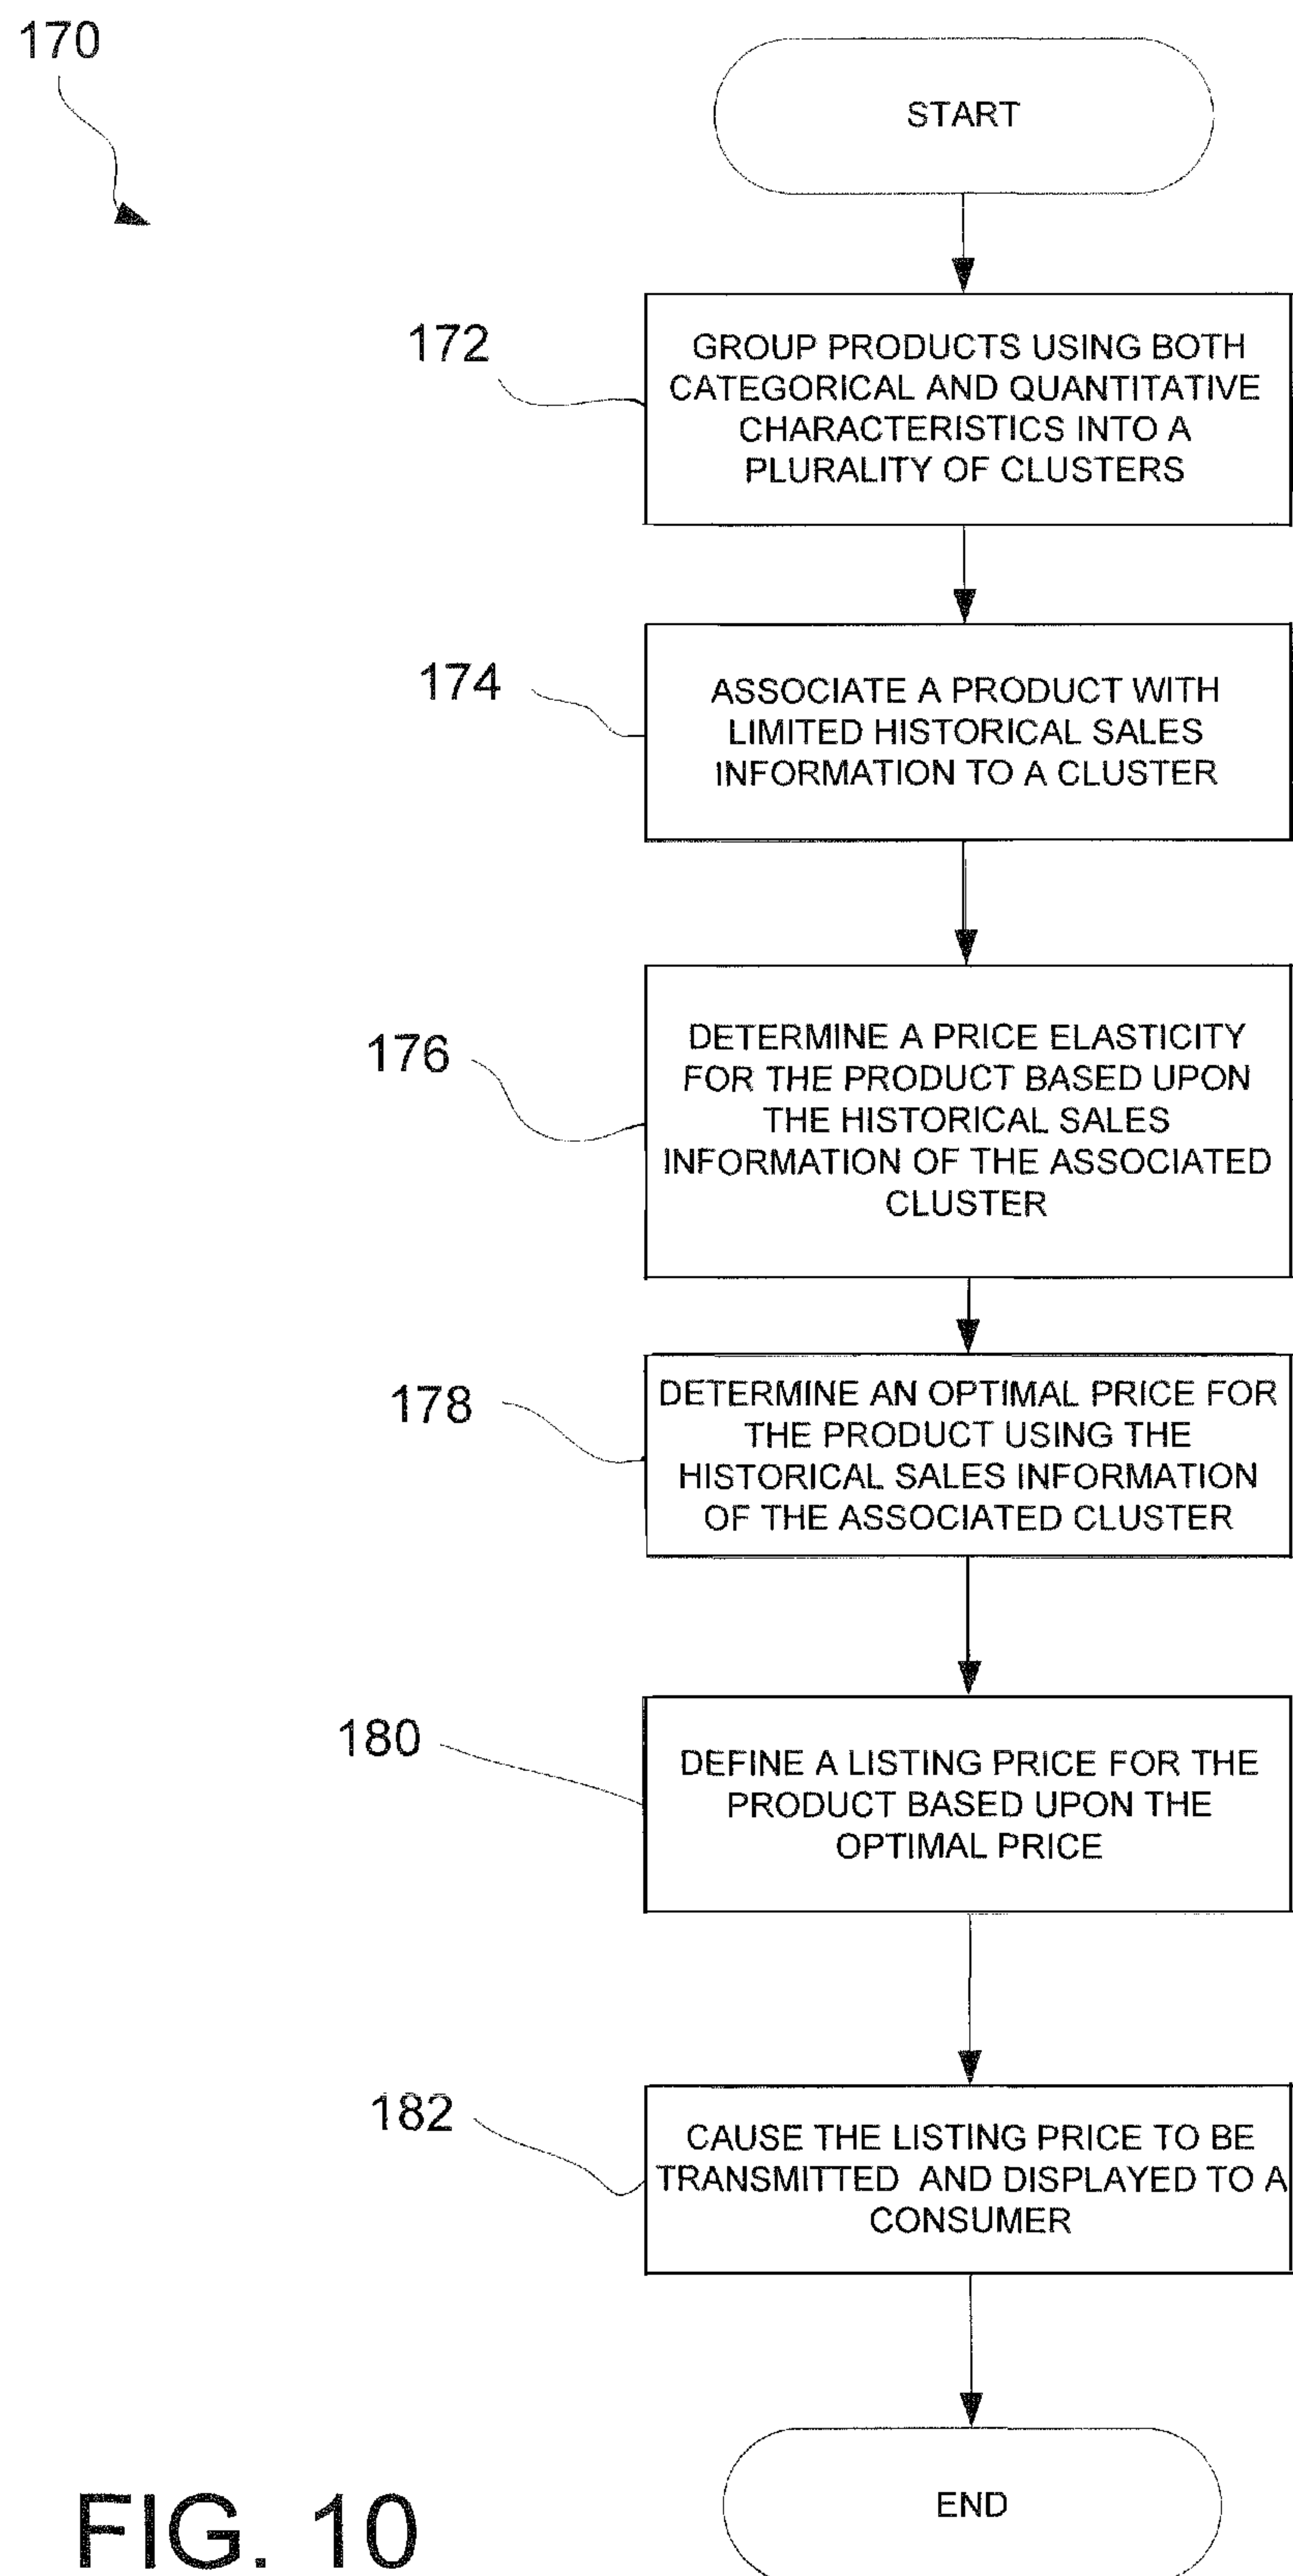 170
START
172
GROUP PRODUCTS USING BOTH
CATEGORICAL AND QUANTITATIVE
CHARACTERISTICS INTO A
PLURALITY OF CLUSTERS
174
ASSOCIATE A PRODUCT WITH
LIMITED HISTORICAL SALES
INFORMATION TO A CLUSTER
176
DETERMINE A PRICE ELASTICITY
FOR THE PRODUCT BASED UPON
THE HISTORICAL SALES
INFORMATION OF THE ASSOCIATED
CLUSTER
178
DETERMINE AN OPTIMAL PRICE FOR
THE PRODUCT USING THE
HISTORICAL SALES INFORMATION
OF THE ASSOCIATED CLUSTER
180
DEFINE A LISTING PRICE FOR THE
PRODUCT BASED UPON THE
OPTIMAL PRICE
182
CAUSE THE LISTING PRICE TO BE
TRANSMITTED AND DISPLAYED TO A
CONSUMER
END
FIG. 10